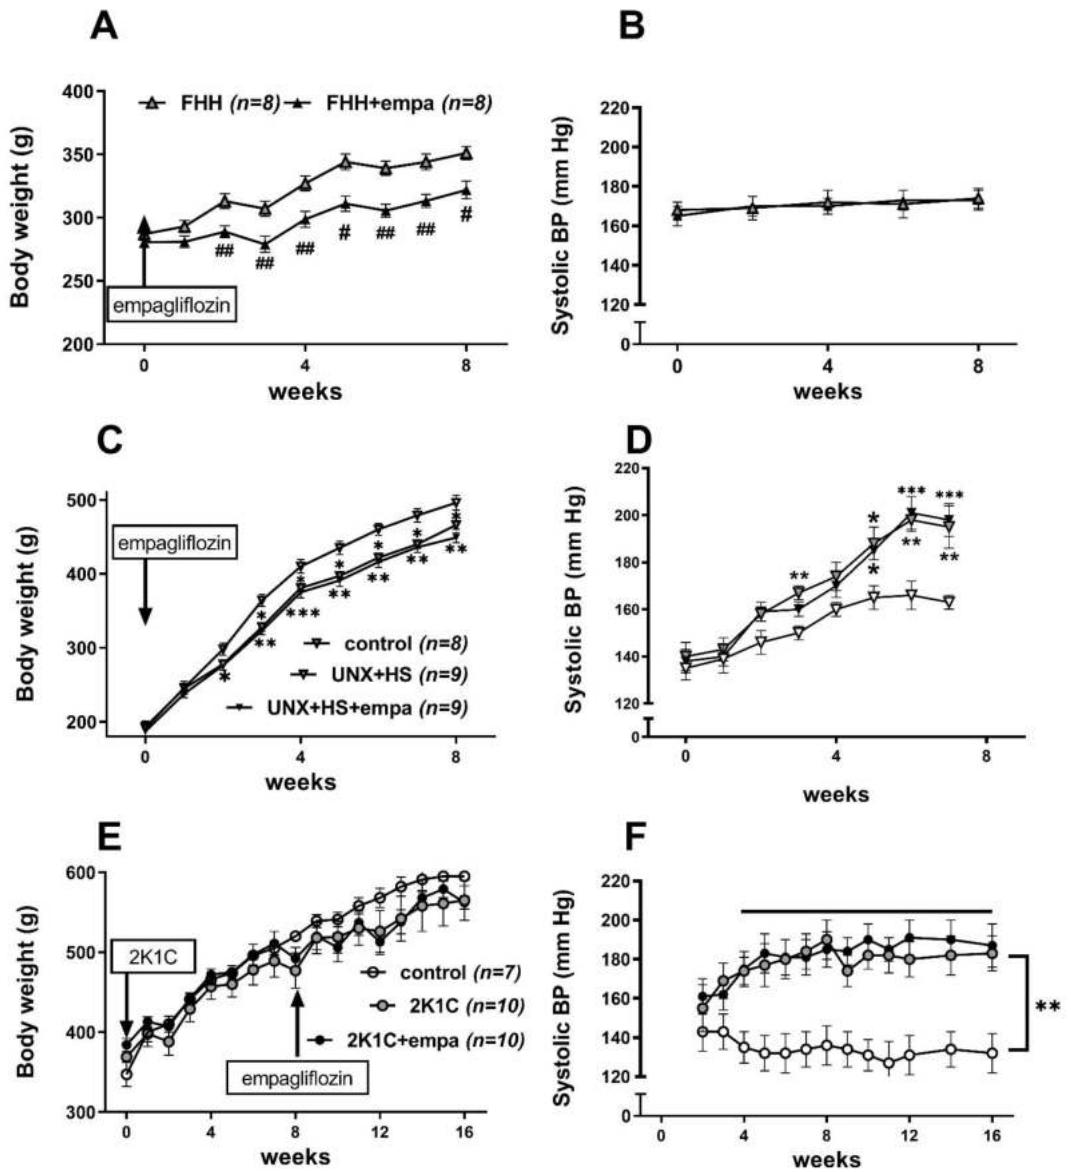 A
B
FHH (n=8) FHH+empa (n=8)
Body weight (g)
400
350
300
250
200
## ## ## # ## ## #
empagliflozin
0 4 8
weeks
Systolic BP (mm Hg)
220
200
180
160
140
120
0
0 4 8
weeks
C
D
Body weight (g)
500
400
300
200
empagliflozin
* * * * * *
* ** *** ** ** ** **
control (n=8)
UNX+HS (n=9)
UNX+HS+empa (n=9)
0 4 8
weeks
Systolic BP (mm Hg)
220
200
180
160
140
120
0
** * *** ***
* ** **
0 4 8
weeks
E
F
Body weight (g)
600
500
400
300
2K1C
control (n=7)
2K1C (n=10)
2K1C+empa (n=10)
empagliflozin
0 4 8 12 16
weeks
Systolic BP (mm Hg)
220
200
180
160
140
120
0
**
0 4 8 12 16
weeks